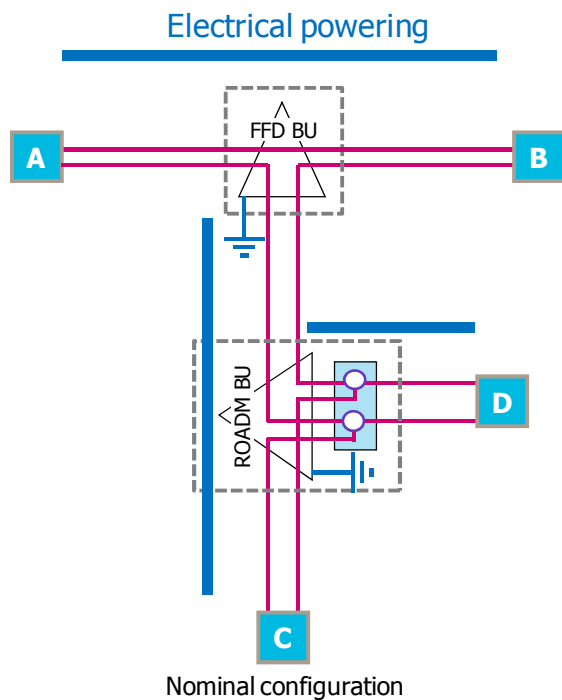 Electrical powering
FFD BU
A
B
ROADM BU
D
C
Nominal configuration